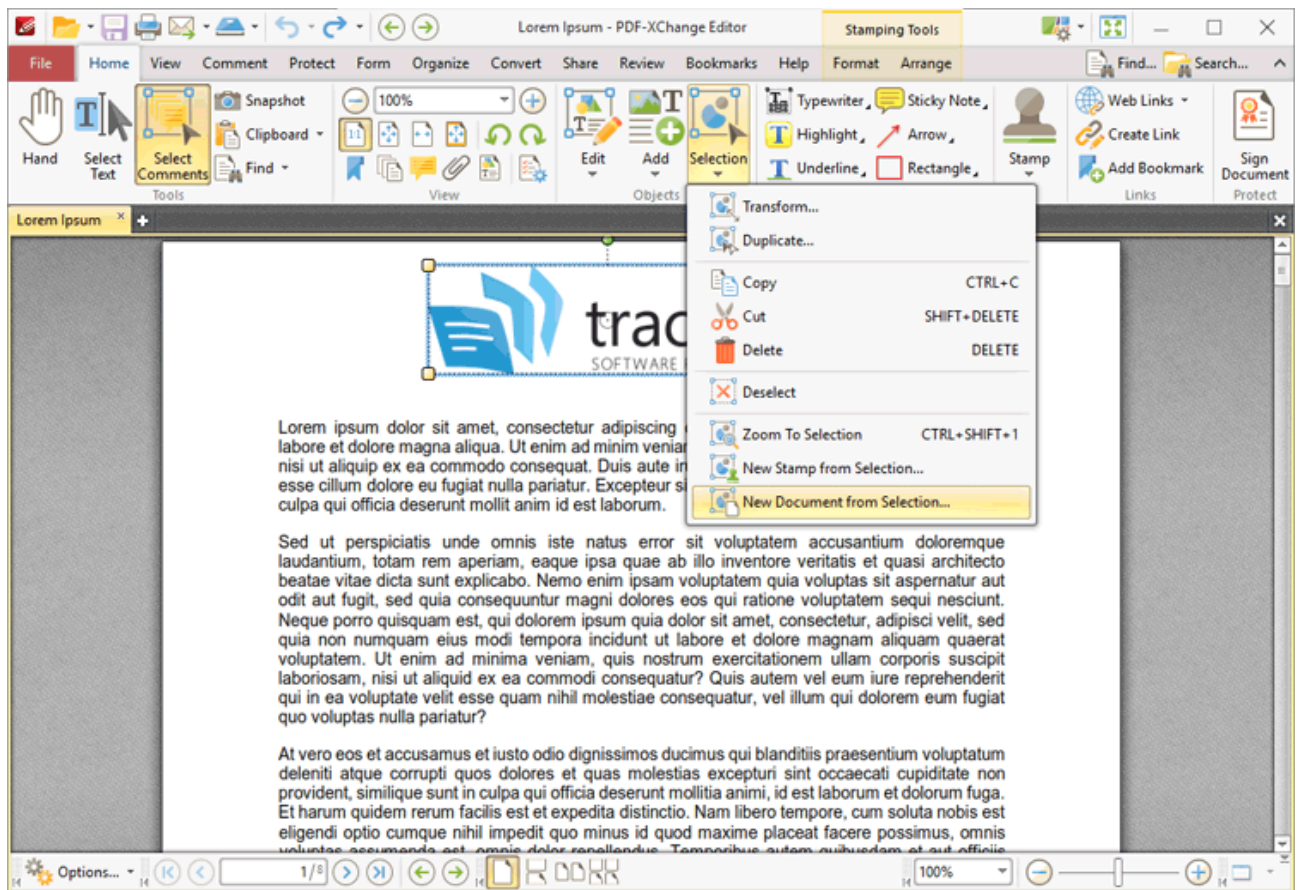 Lorem Ipsum - PDF-XChange Editor
Stamping Tools
File Home View Comment Protect Form Organize Convert Share Review Bookmarks Help Format Arrange Find... Search...
Snapshot 100% Typewriter Sticky Note Web Links
Clipboard Highlight Arrow Create Link
Hand Select Text Select Comments Find Edit Add Selection Underline Rectangle Stamp Add Bookmark Sign Document
Tools View Objects Links Protect
Lorem Ipsum
Transform...
Duplicate...
Copy CTRL+C
Cut SHIFT+DELETE
Delete DELETE
Deselect
Zoom To Selection CTRL+SHIFT+1
New Stamp from Selection...
New Document from Selection...
trac
SOFTWARE
Lorem ipsum dolor sit amet, consectetur adipiscing
labore et dolore magna aliqua. Ut enim ad minim veniam
nisi ut aliquip ex ea commodo consequat. Duis aute
esse cillum dolore eu fugiat nulla pariatur. Excepteur
culpa qui officia deserunt mollit anim id est laborum.
Sed ut perspiciatis unde omnis iste natus error sit voluptatem accusantium doloremque
laudantium, totam rem aperiam, eaque ipsa quae ab illo inventore veritatis et quasi architecto
beatae vitae dicta sunt explicabo. Nemo enim ipsam voluptatem quia voluptas sit aspernatur aut
odit aut fugit, sed quia consequuntur magni dolores eos qui ratione voluptatem sequi nesciunt.
Neque porro quisquam est, qui dolorem ipsum quia dolor sit amet, consectetur, adipisci velit, sed
quia non numquam eius modi tempora incidunt ut labore et dolore magnam aliquam quaerat
voluptatem. Ut enim ad minima veniam, quis nostrum exercitationem ullam corporis suscipit
laboriosam, nisi ut aliquid ex ea commodi consequatur? Quis autem vel eum iure reprehenderit
qui in ea voluptate velit esse quam nihil molestiae consequatur, vel illum qui dolorem eum fugiat
quo voluptas nulla pariatur?
At vero eos et accusamus et iusto odio dignissimos ducimus qui blanditiis praesentium voluptatum
deleniti atque corrupti quos dolores et quas molestias excepturi sint occaecati cupiditate non
provident, similique sunt in culpa qui officia deserunt mollitia animi, id est laborum et dolorum fuga.
Et harum quidem rerum facilis est et expedita distinctio. Nam libero tempore, cum soluta nobis est
eligendi optio cumque nihil impedit quo minus id quod maxime placeat facere possimus, omnis
voluptas assumenda est, omnis dolor repellendus. Temporibus autem quibusdam et aut officiis
Options... 1/8 100%